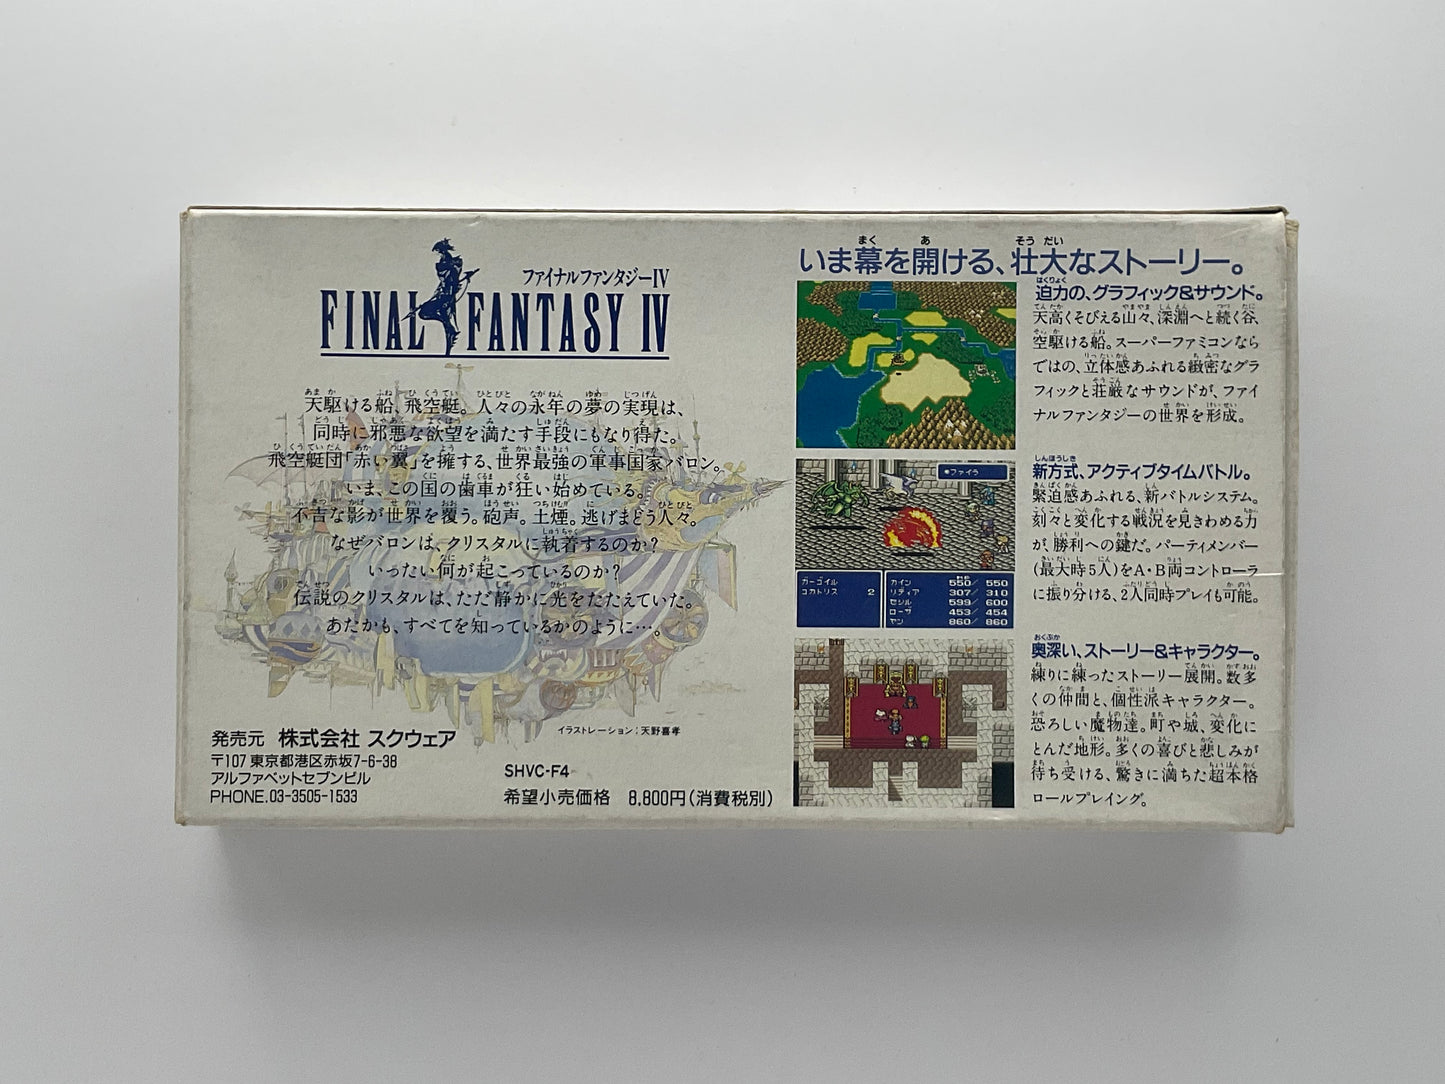 ファイナルファンタジーIV
FINAL FANTASY IV
天駆ける船、飛空艇。人々の永年の夢の実現は、
同時に邪悪な欲望を満たす手段にもなり得た。
飛空艇団「赤い翼」を擁する、世界最強の軍事国家バロン。
いま、この国の歯車が狂い始めている。
不吉な影が世界を覆う。砲声。土煙。逃げまどう人々。
なぜバロンは、クリスタルに執着するのか?
いったい何が起こっているのか?
伝説のクリスタルは、ただ静かに光をたたえていた。
あたかも、すべてを知っているかのように…。
イラストレーション:天野喜孝
発売元 株式会社 スクウェア
〒107 東京都港区赤坂7-6-38
アルファベットセブンビル
PHONE.03-3505-1533
SHVC-F4
希望小売価格 8,800円(消費税別)
いま幕を開ける、壮大なストーリー。
迫力の、グラフィック&サウンド。
天高くそびえる山々、深淵へと続く谷、
空駆ける船。スーパーファミコンなら
ではの、立体感あふれる緻密なグラ
フィックと荘厳なサウンドが、ファイ
ナルファンタジーの世界を形成。
●ファイラ
ガーゴイル
コカトリス 2
カイン 550/ 550
リディア 307/ 310
セシル 599/ 600
ローザ 453/ 454
ヤン 860/ 860
新方式、アクティブタイムバトル。
緊迫感あふれる、新バトルシステム。
刻々と変化する戦況を見きわめる力
が、勝利への鍵だ。パーティメンバー
(最大時5人)をA・B両コントローラ
に振り分ける、2人同時プレイも可能。
奥深い、ストーリー&キャラクター。
練りに練ったストーリー展開。数多
くの仲間と、個性派キャラクター。
恐ろしい魔物達。町や城、変化に
とんだ地形。多くの喜びと悲しみが
待ち受ける、驚きに満ちた超本格
ロールプレイング。